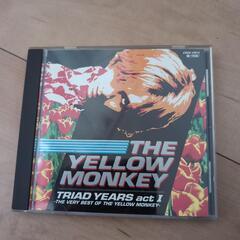 THE
YELLOW
MONKEY
TRIAD YEARS act I
-THE VERY BEST OF THE YELLOW MONKEY-